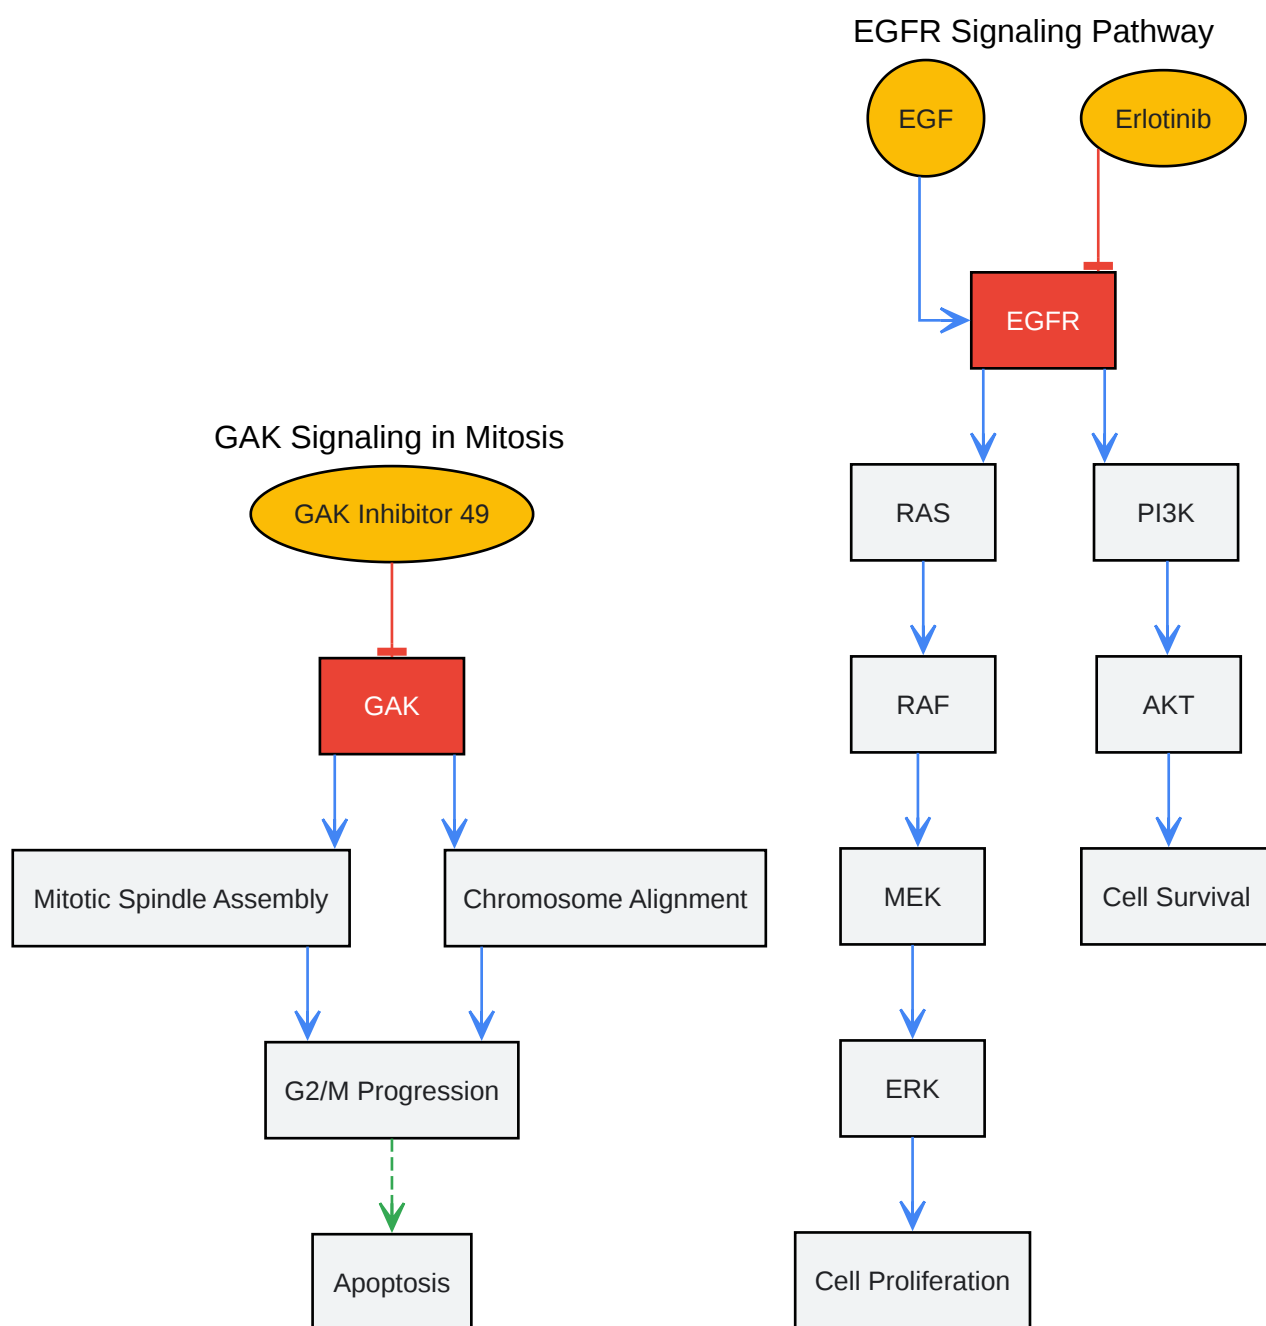 EGFR Signaling Pathway
EGF
Erlotinib
EGFR
GAK Signaling in Mitosis
GAK Inhibitor 49
RAS
PI3K
GAK
RAF
AKT
Mitotic Spindle Assembly
Chromosome Alignment
MEK
Cell Survival
G2/M Progression
ERK
Apoptosis
Cell Proliferation